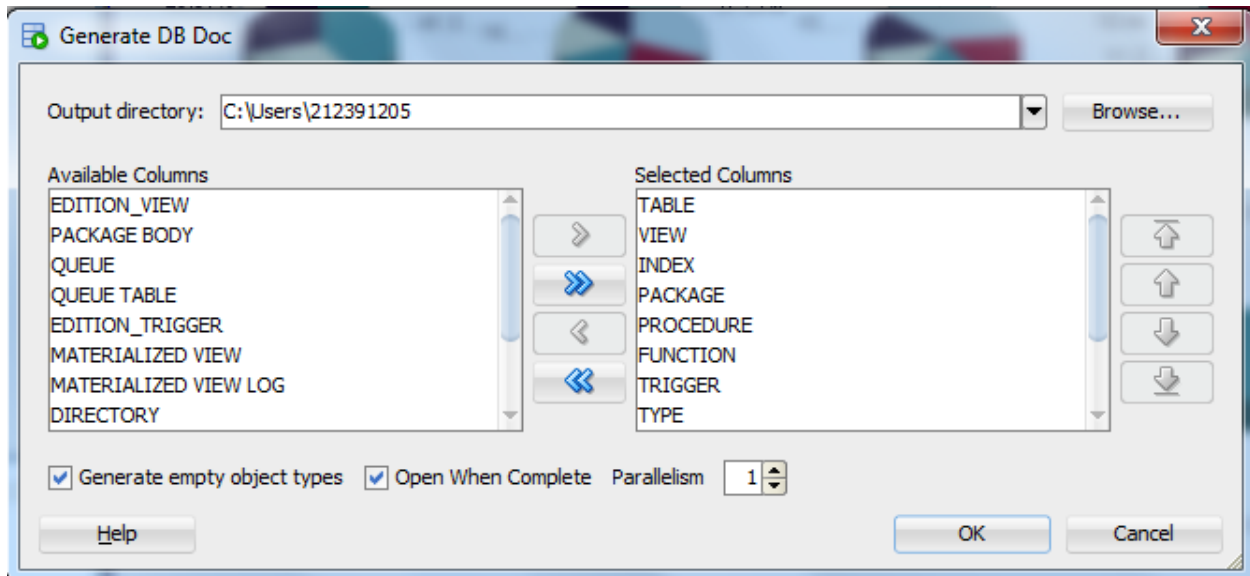 Generate DB Doc
Output directory: C:\Users\212391205 Browse...
Available Columns Selected Columns
EDITION_VIEW TABLE
PACKAGE BODY VIEW
QUEUE INDEX
QUEUE TABLE PACKAGE
EDITION_TRIGGER PROCEDURE
MATERIALIZED VIEW FUNCTION
MATERIALIZED VIEW LOG TRIGGER
DIRECTORY TYPE
Generate empty object types Open When Complete Parallelism 1
Help OK Cancel